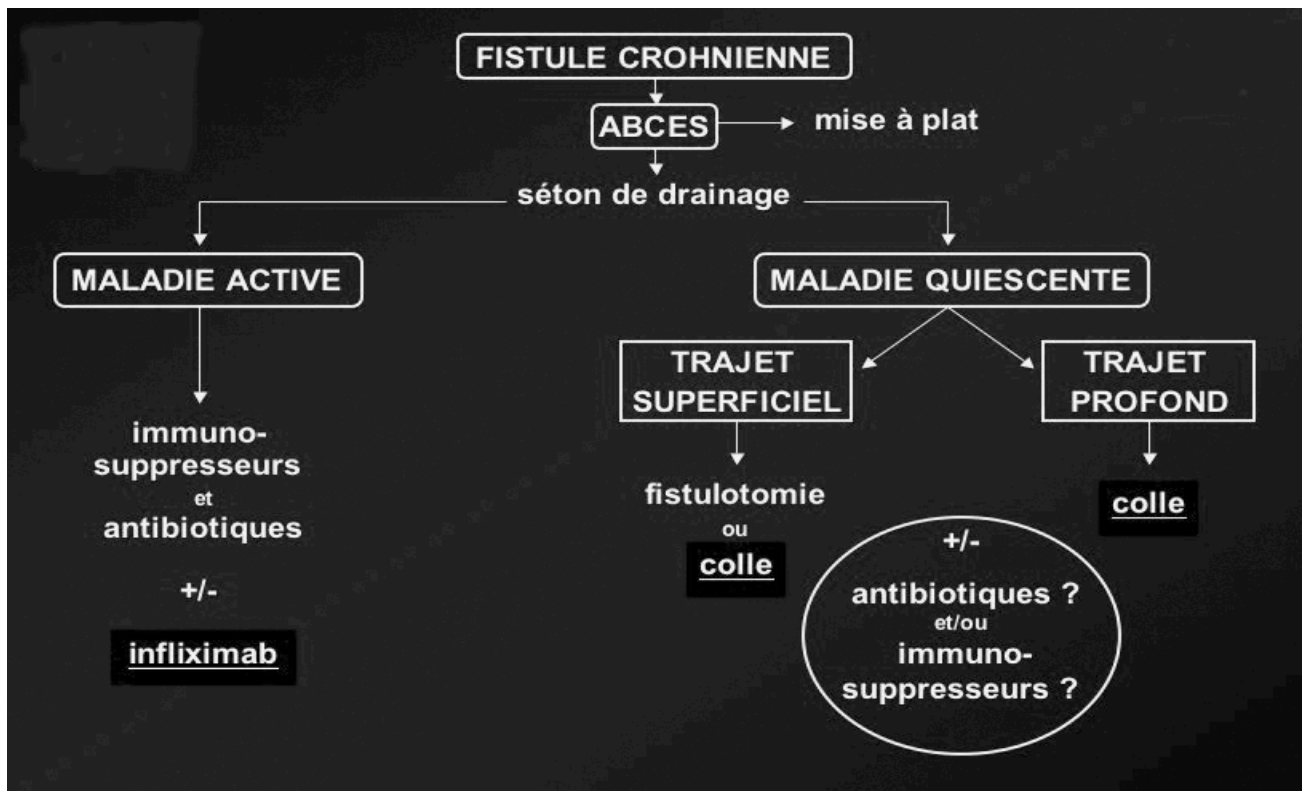 FISTULE CROHNIENNE
ABCES
mise à plat
séton de drainage
MALADIE ACTIVE
immuno-
suppresseurs
et
antibiotiques
+/-
infliximab
MALADIE QUIESCENTE
TRAJET
SUPERFICIEL
fistulotomie
ou
colle
TRAJET
PROFOND
colle
+/-
antibiotiques ?
et/ou
immuno-
suppresseurs ?